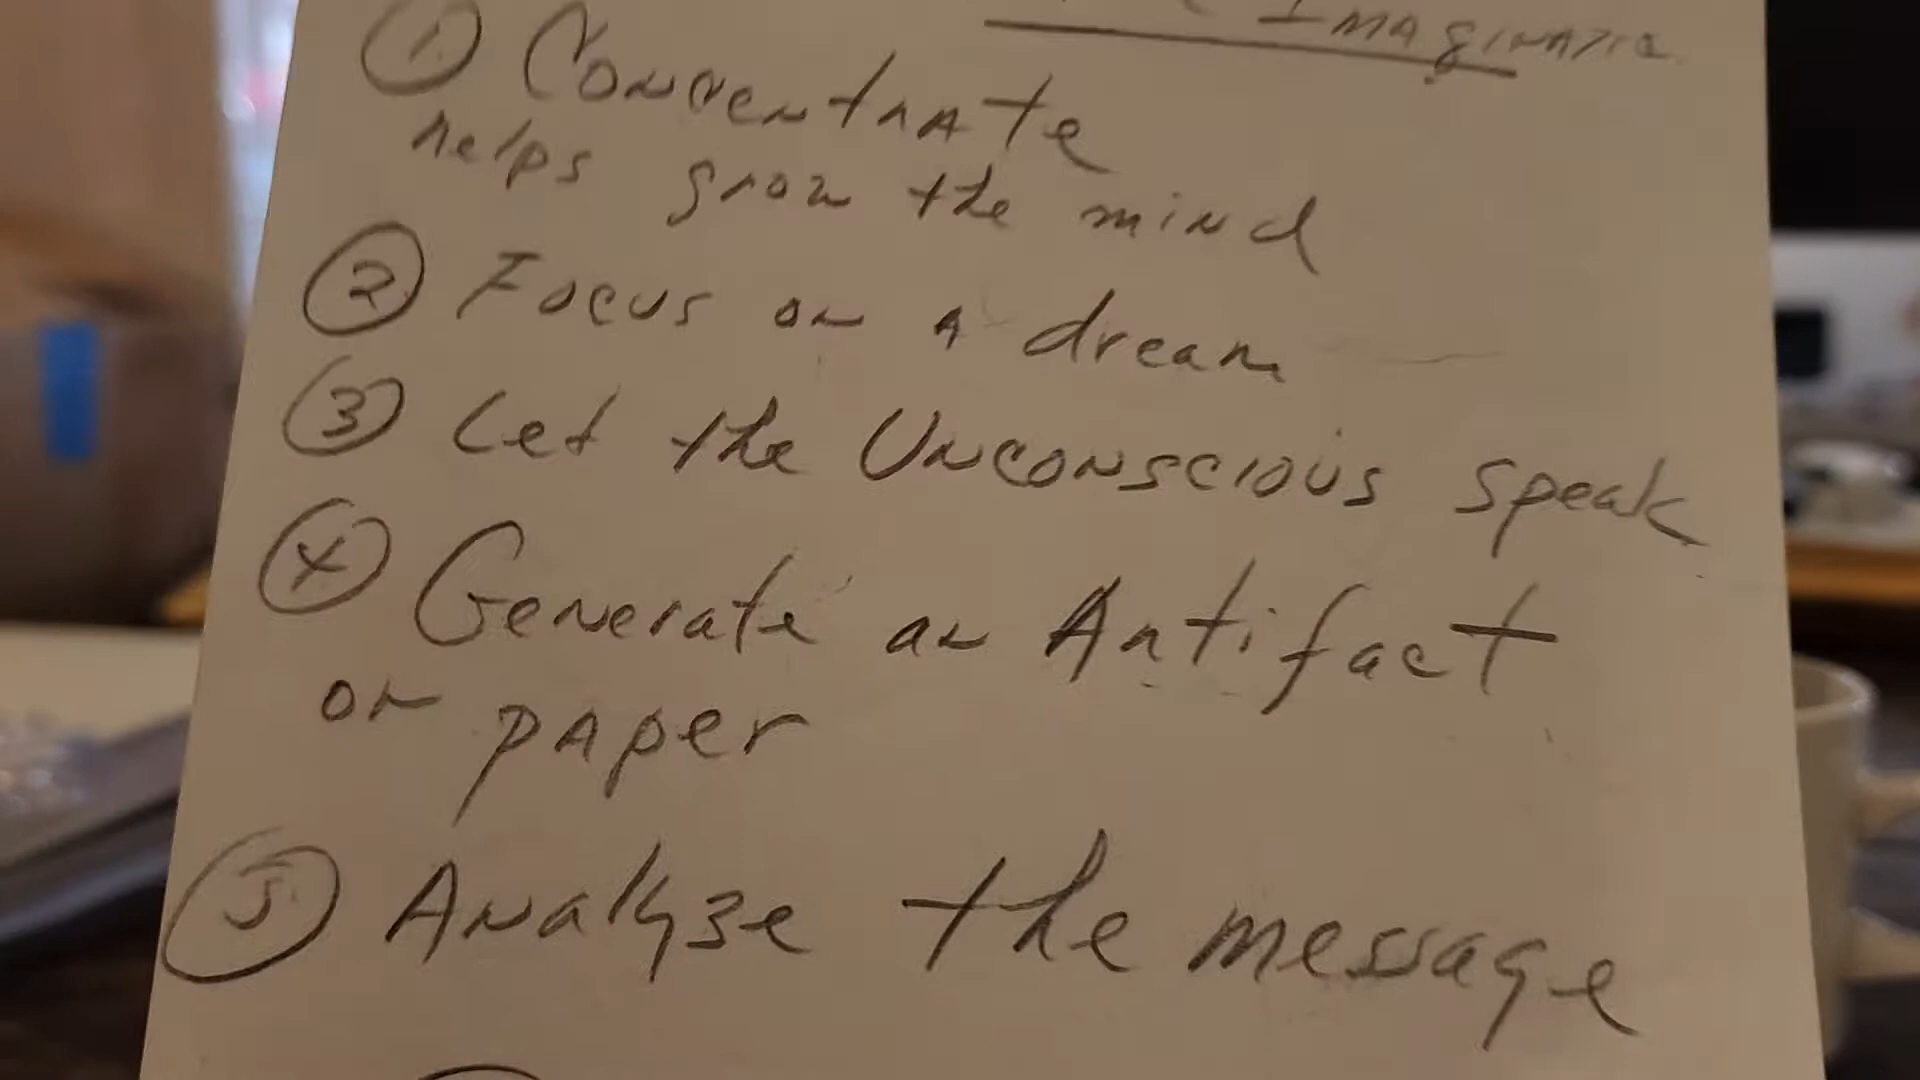 Imaginatio
① Concentrate
helps grow the mind
② Focus on a dream
③ Let the Unconscious speak
④ Generate an Artifact
or paper
⑤ Analyze the message